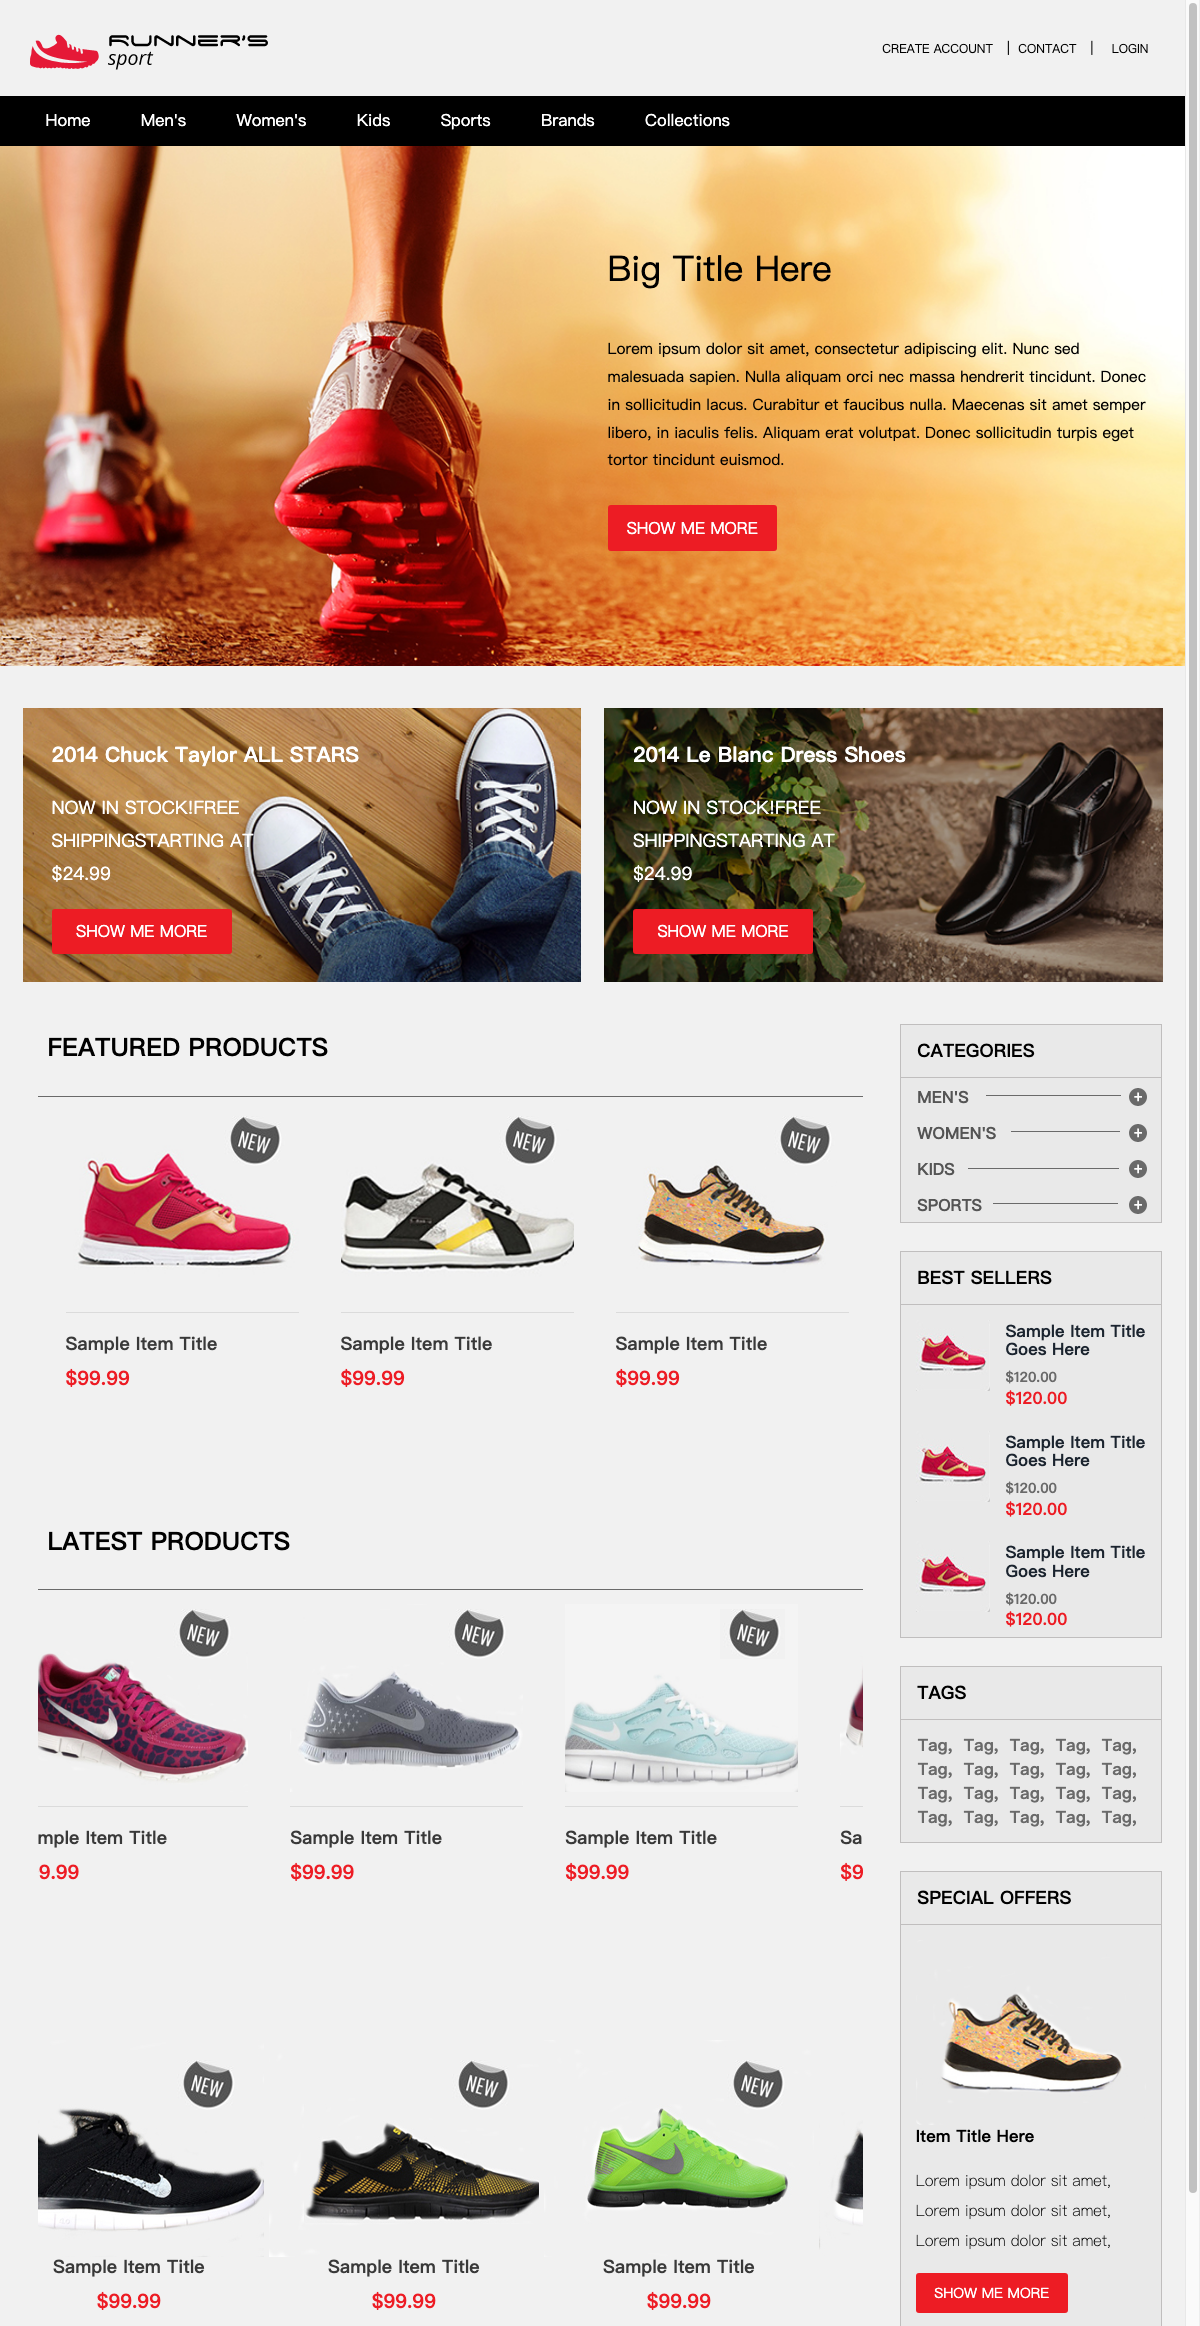 RUNNER'S
sport
CREATE ACCOUNT | CONTACT | LOGIN
Home Men's Women's Kids Sports Brands Collections
Big Title Here
Lorem ipsum dolor sit amet, consectetur adipiscing elit. Nunc sed
malesuada sapien. Nulla aliquam orci nec massa hendrerit tincidunt. Donec
in sollicitudin lacus. Curabitur et faucibus nulla. Maecenas sit amet semper
libero, in iaculis felis. Aliquam erat volutpat. Donec sollicitudin turpis eget
tortor tincidunt euismod.
SHOW ME MORE
2014 Chuck Taylor ALL STARS
NOW IN STOCK!FREE
SHIPPINGSTARTING AT
$24.99
SHOW ME MORE
2014 Le Blanc Dress Shoes
NOW IN STOCK!FREE
SHIPPINGSTARTING AT
$24.99
SHOW ME MORE
FEATURED PRODUCTS
NEW NEW NEW
Sample Item Title Sample Item Title Sample Item Title
$99.99 $99.99 $99.99
LATEST PRODUCTS
NEW NEW NEW
mple Item Title Sample Item Title Sample Item Title Sa
9.99 $99.99 $99.99 $9
NEW NEW NEW
Sample Item Title Sample Item Title Sample Item Title
$99.99 $99.99 $99.99
CATEGORIES
MEN'S
WOMEN'S
KIDS
SPORTS
BEST SELLERS
Sample Item Title
Goes Here
$120.00
$120.00
Sample Item Title
Goes Here
$120.00
$120.00
Sample Item Title
Goes Here
$120.00
$120.00
TAGS
Tag, Tag, Tag, Tag, Tag,
Tag, Tag, Tag, Tag, Tag,
Tag, Tag, Tag, Tag, Tag,
Tag, Tag, Tag, Tag, Tag,
SPECIAL OFFERS
Item Title Here
Lorem ipsum dolor sit amet,
Lorem ipsum dolor sit amet,
Lorem ipsum dolor sit amet,
SHOW ME MORE